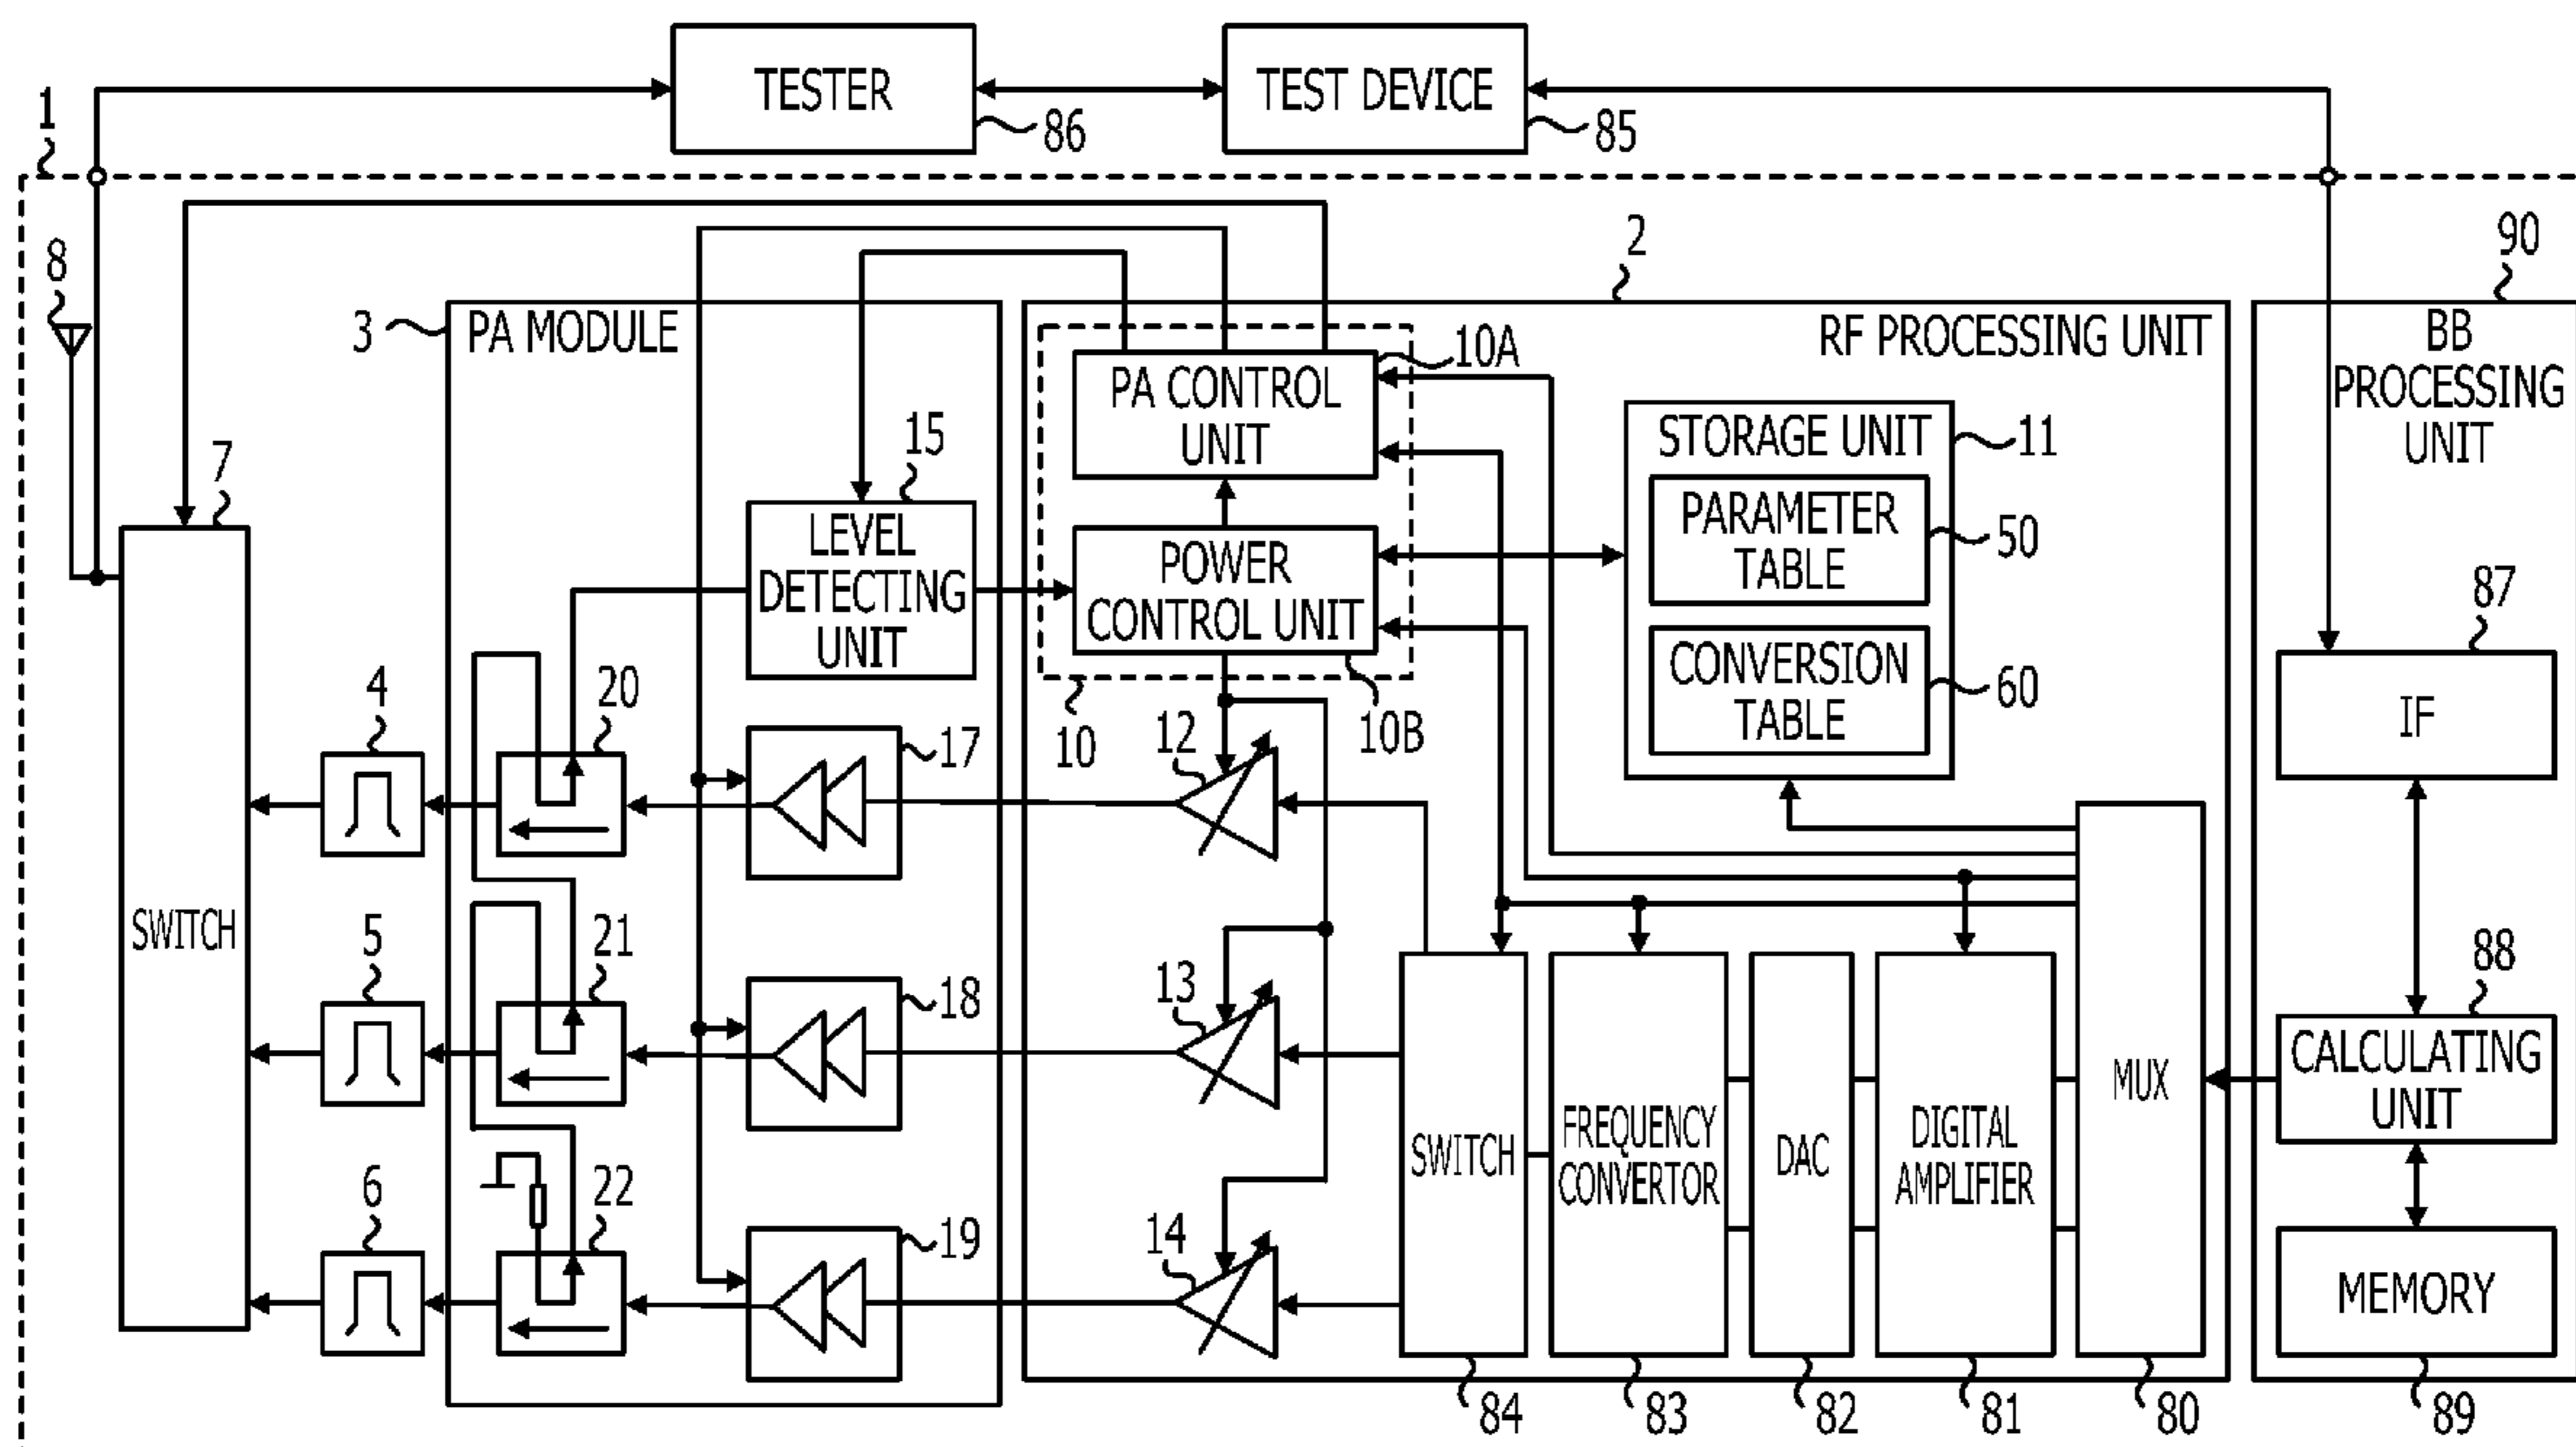 TESTER
86
TEST DEVICE
85
1
2
90
8
3
PA MODULE
RF PROCESSING UNIT
BB
PROCESSING
UNIT
10A
PA CONTROL
UNIT
STORAGE UNIT
11
PARAMETER
TABLE
50
CONVERSION
TABLE
60
7
15
LEVEL
DETECTING
UNIT
POWER
CONTROL UNIT
10
10B
87
IF
4
20
17
12
SWITCH
5
21
18
13
6
22
19
14
SWITCH
FREQUENCY
CONVERTOR
DAC
DIGITAL
AMPLIFIER
MUX
88
CALCULATING
UNIT
MEMORY
84
83
82
81
80
89